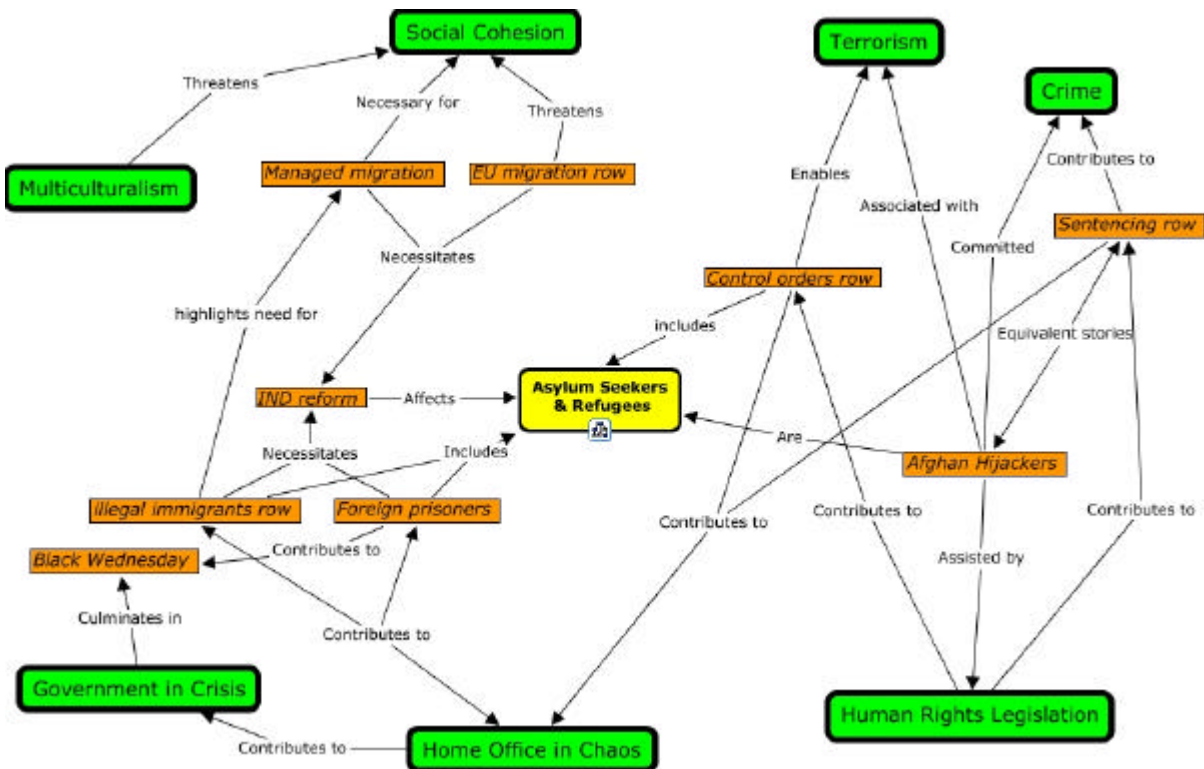 Social Cohesion
Terrorism
Crime
Threatens
Necessary for
Threatens
Multiculturalism
Managed migration
EU migration row
Enables
Contributes to
Associated with
Sentencing row
Necessitates
Committed
Control orders row
highlights need for
includes
Equivalent stories
IND reform
Affects
Asylum Seekers
& Refugees
Are
Necessitates
Includes
Afghan Hijackers
illegal immigrants row
Foreign prisoners
Contributes to
Contributes to
Contributes to
Black Wednesday
Contributes to
Assisted by
Culminates in
Contributes to
Government in Crisis
Human Rights Legislation
Contributes to
Home Office in Chaos